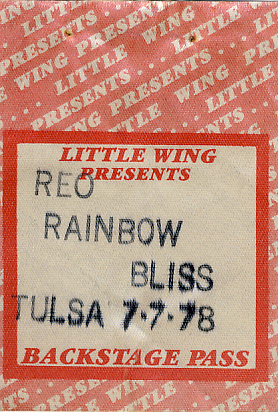 LITTLE WING
PRESENTS
REO
RAINBOW
BLISS
TULSA 7·7·78
BACKSTAGE PASS